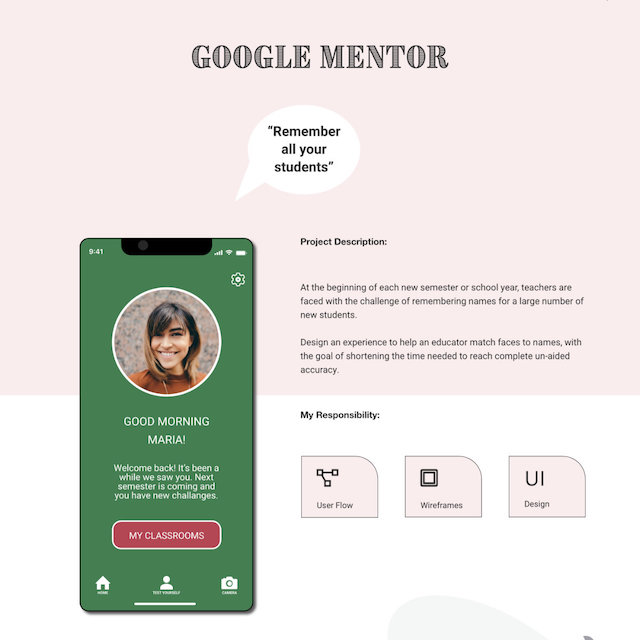 GOOGLE MENTOR
“Remember
all your
students”
Project Description:
At the beginning of each new semester or school year, teachers are
faced with the challenge of remembering names for a large number of
new students.
Design an experience to help an educator match faces to names, with
the goal of shortening the time needed to reach complete un-aided
accuracy.
My Responsibility:
User Flow
Wireframes
UI
Design
9:41
GOOD MORNING
MARIA!
Welcome back! It's been a
while we saw you. Next
semester is coming and
you have new challanges.
MY CLASSROOMS
HOME
TEST YOURSELF
CAMERA